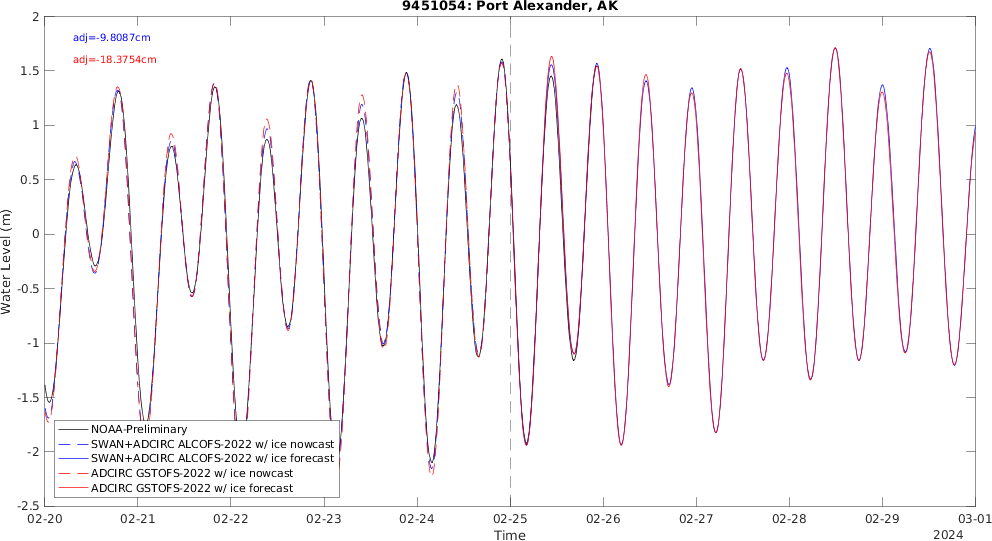 9451054: Port Alexander, AK
adj=-9.8087cm
adj=-18.3754cm
Water Level (m)
2
1.5
1
0.5
0
-0.5
-1
-1.5
-2
-2.5
NOAA-Preliminary
SWAN+ADCIRC ALCOFS-2022 w/ ice nowcast
SWAN+ADCIRC ALCOFS-2022 w/ ice forecast
ADCIRC GSTOFS-2022 w/ ice nowcast
ADCIRC GSTOFS-2022 w/ ice forecast
02-20 02-21 02-22 02-23 02-24 02-25 02-26 02-27 02-28 02-29 03-01
Time
2024